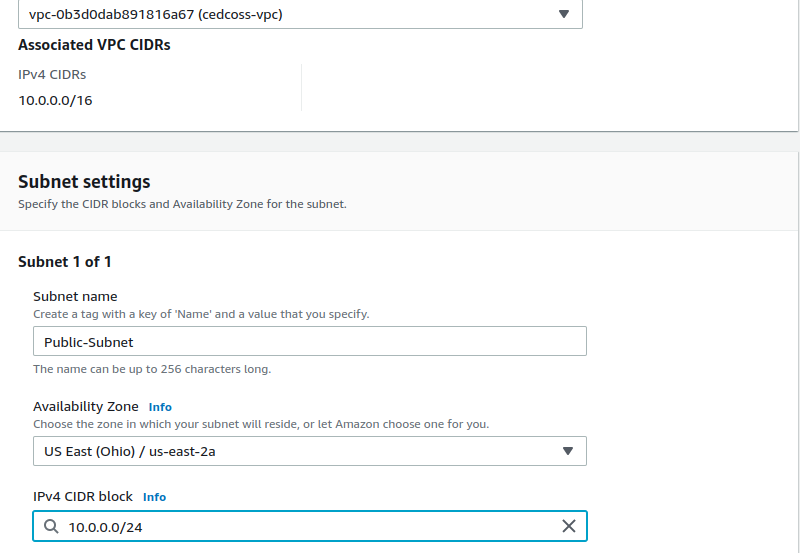 vpc-0b3d0dab891816a67 (cedcoss-vpc)
Associated VPC CIDRs
IPv4 CIDRs
10.0.0.0/16
Subnet settings
Specify the CIDR blocks and Availability Zone for the subnet.
Subnet 1 of 1
Subnet name
Create a tag with a key of 'Name' and a value that you specify.
Public-Subnet
The name can be up to 256 characters long.
Availability Zone Info
Choose the zone in which your subnet will reside, or let Amazon choose one for you.
US East (Ohio) / us-east-2a
IPv4 CIDR block Info
10.0.0.0/24